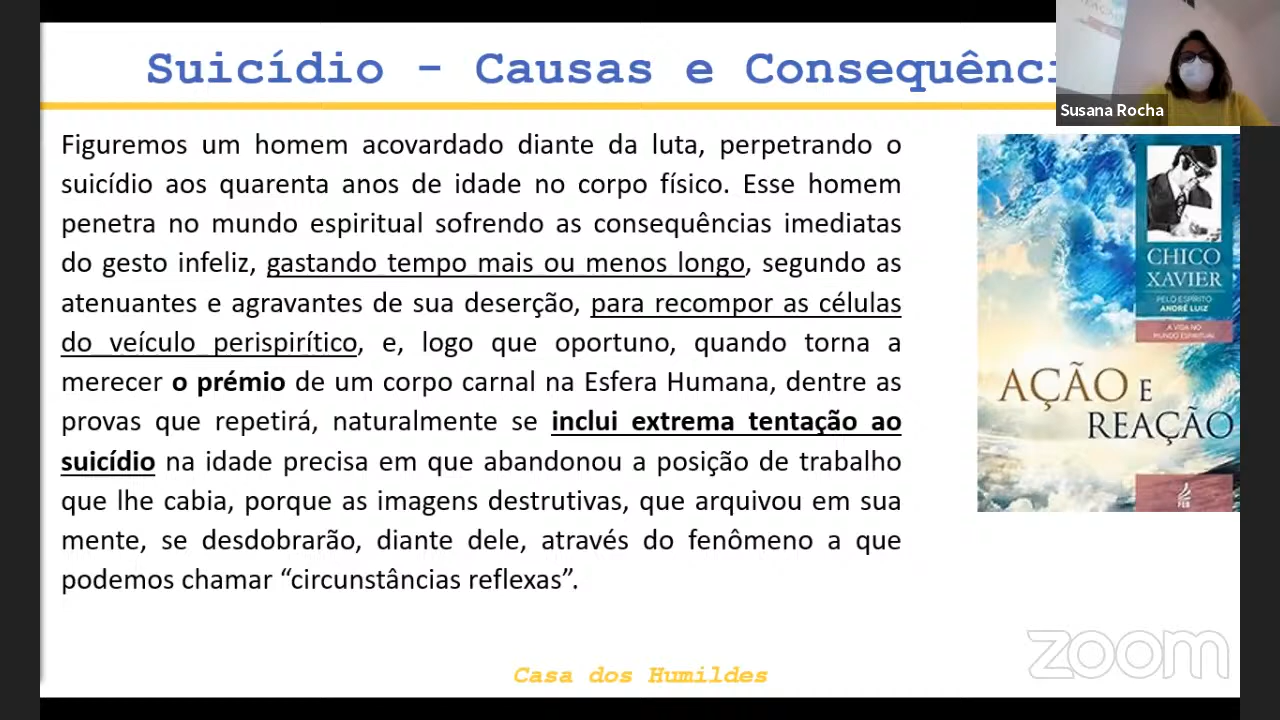 Suicídio - Causas e Consequênci
Susana Rocha
Figuremos um homem acovardado diante da luta, perpetrando o
suicídio aos quarenta anos de idade no corpo físico. Esse homem
penetra no mundo espiritual sofrendo as consequências imediatas
do gesto infeliz, gastando tempo mais ou menos longo, segundo as
atenuantes e agravantes de sua deserção, para recompor as células
do veículo perispirítico, e, logo que oportuno, quando torna a
merecer o prémio de um corpo carnal na Esfera Humana, dentre as
provas que repetirá, naturalmente se inclui extrema tentação ao
suicídio na idade precisa em que abandonou a posição de trabalho
que lhe cabia, porque as imagens destrutivas, que arquivou em sua
mente, se desdobrarão, diante dele, através do fenômeno a que
podemos chamar “circunstâncias reflexas”.
CHICO
XAVIER
PELO ESPÍRITO
ANDRÉ LUIZ
A VIDA NO
MUNDO ESPIRITUAL
AÇÃO E
REAÇÃO
FEB
zoom
Casa dos Humildes